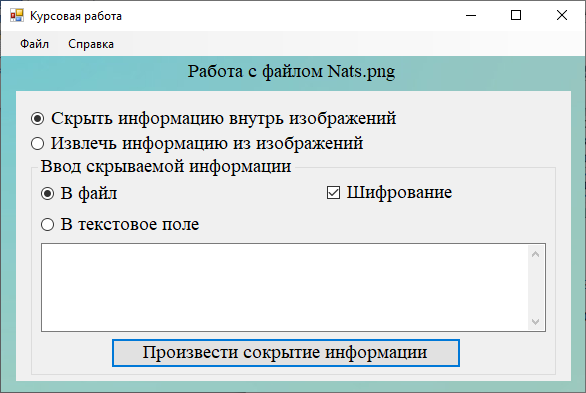 Курсовая работа
Файл Справка
Работа с файлом Nats.png
Скрыть информацию внутрь изображений
Извлечь информацию из изображений
Ввод скрываемой информации
В файл Шифрование
В текстовое поле
Произвести сокрытие информации